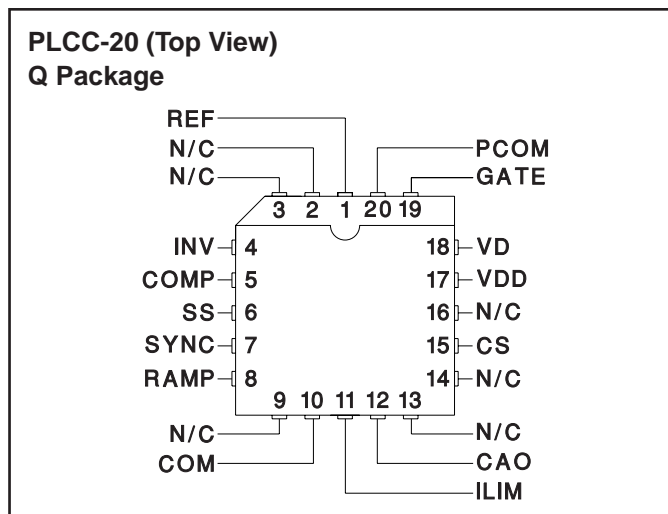 PLCC-20 (Top View)
Q Package
REF
N/C
PCOM
N/C
GATE
3 2 1 20 19
INV 4 18 VD
COMP 5 17 VDD
SS 6 16 N/C
SYNC 7 15 CS
RAMP 8 14 N/C
9 10 11 12 13
N/C N/C
COM CAO
ILIM